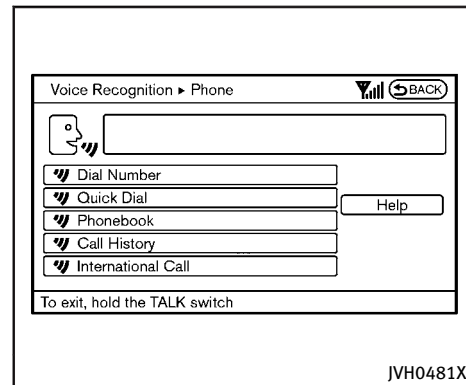 Voice Recognition ▸ Phone BACK
Dial Number
Quick Dial
Help
Phonebook
Call History
International Call
To exit, hold the TALK switch
JVH0481X